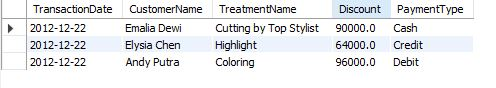 TransactionDate CustomerName TreatmentName Discount PaymentType
2012-12-22 Emalia Dewi Cutting by Top Stylist 90000.0 Cash
2012-12-22 Elysia Chen Highlight 64000.0 Credit
2012-12-22 Andy Putra Coloring 96000.0 Debit